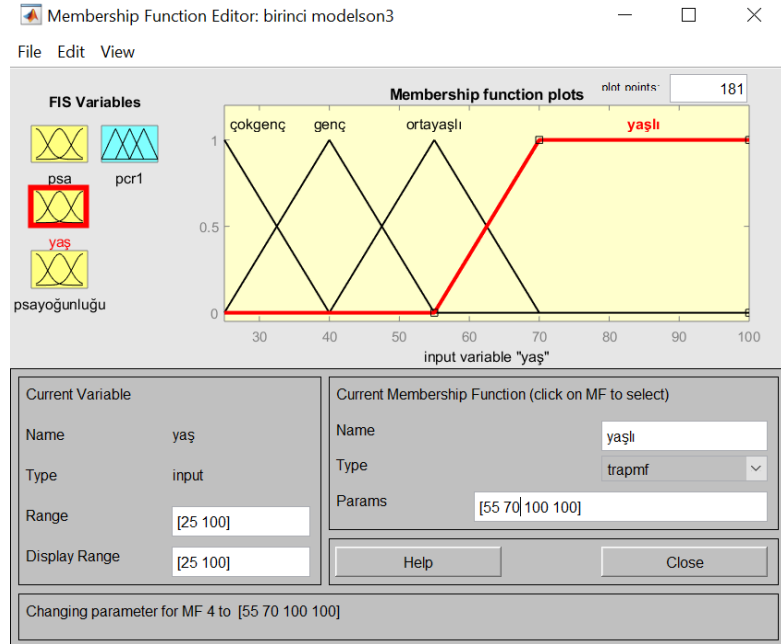 Membership Function Editor: birinci modelson3
File Edit View
FIS Variables
psa
pcr1
yaş
psayoğunluğu
Membership function plots
plot points:
181
çokgenç
genç
ortayaşlı
yaşlı
1
0.5
0
30
40
50
60
70
80
90
100
input variable "yaş"
Current Variable
Name
yaş
Type
input
Range
[25 100]
Display Range
[25 100]
Current Membership Function (click on MF to select)
Name
yaşlı
Type
trapmf
Params
[55 70 100 100]
Help
Close
Changing parameter for MF 4 to [55 70 100 100]